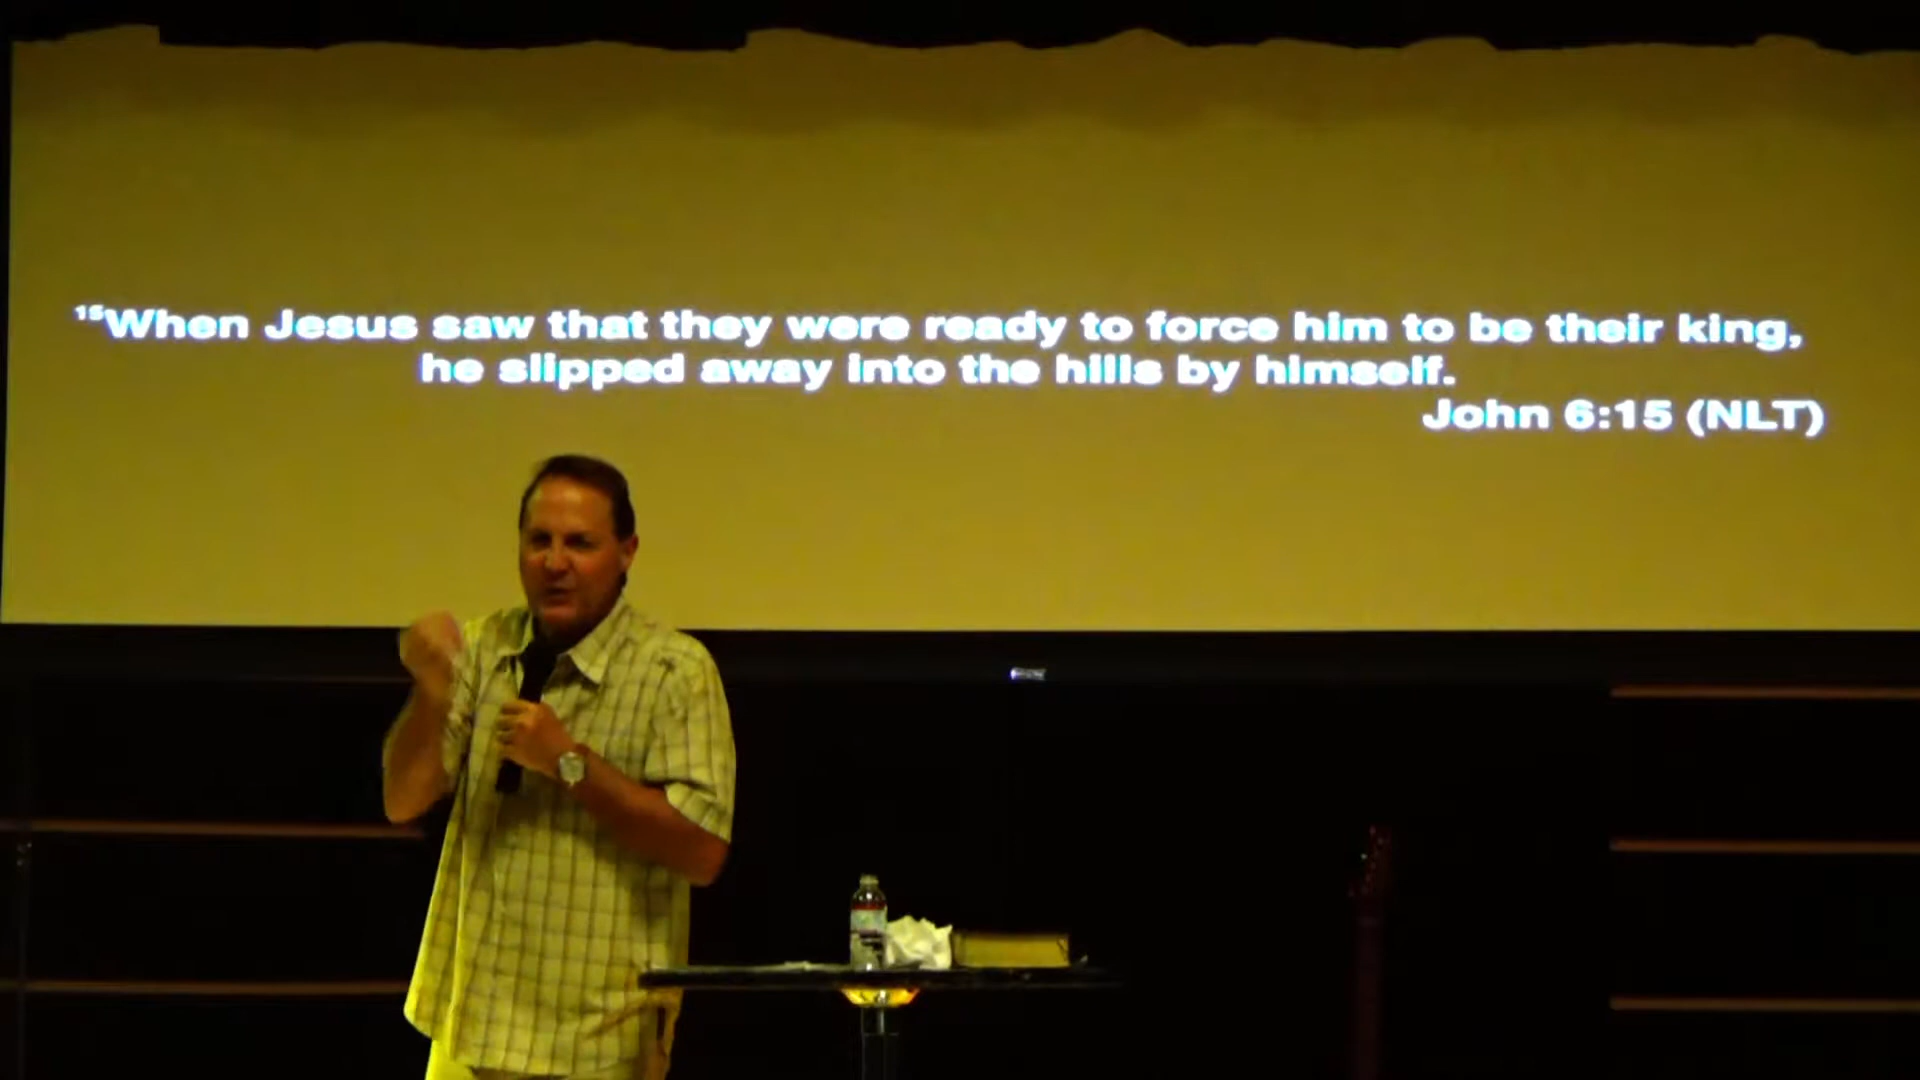 ¹⁵When Jesus saw that they were ready to force him to be their king,
he slipped away into the hills by himself.
John 6:15 (NLT)